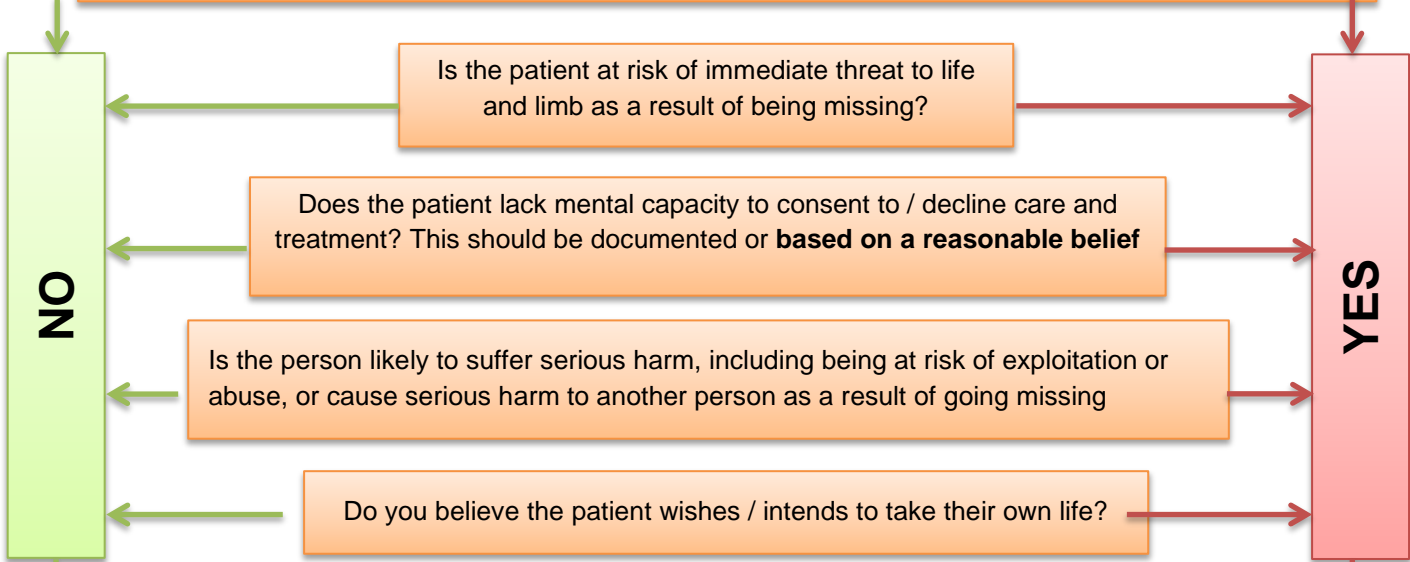 Is the patient at risk of immediate threat to life
and limb as a result of being missing?
Does the patient lack mental capacity to consent to / decline care and
treatment? This should be documented or based on a reasonable belief
NO
YES
Is the person likely to suffer serious harm, including being at risk of exploitation or
abuse, or cause serious harm to another person as a result of going missing
Do you believe the patient wishes / intends to take their own life?